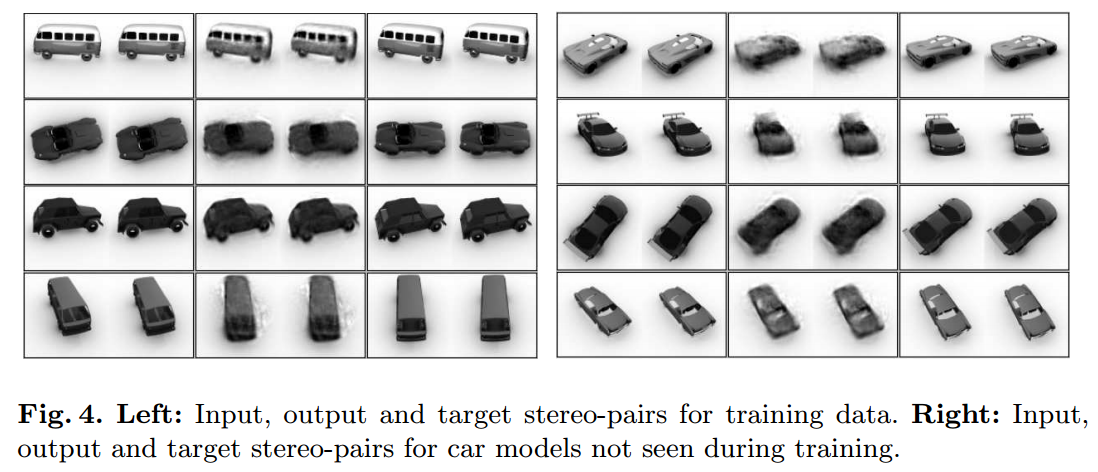 Fig. 4. Left: Input, output and target stereo-pairs for training data. Right: Input,
output and target stereo-pairs for car models not seen during training.